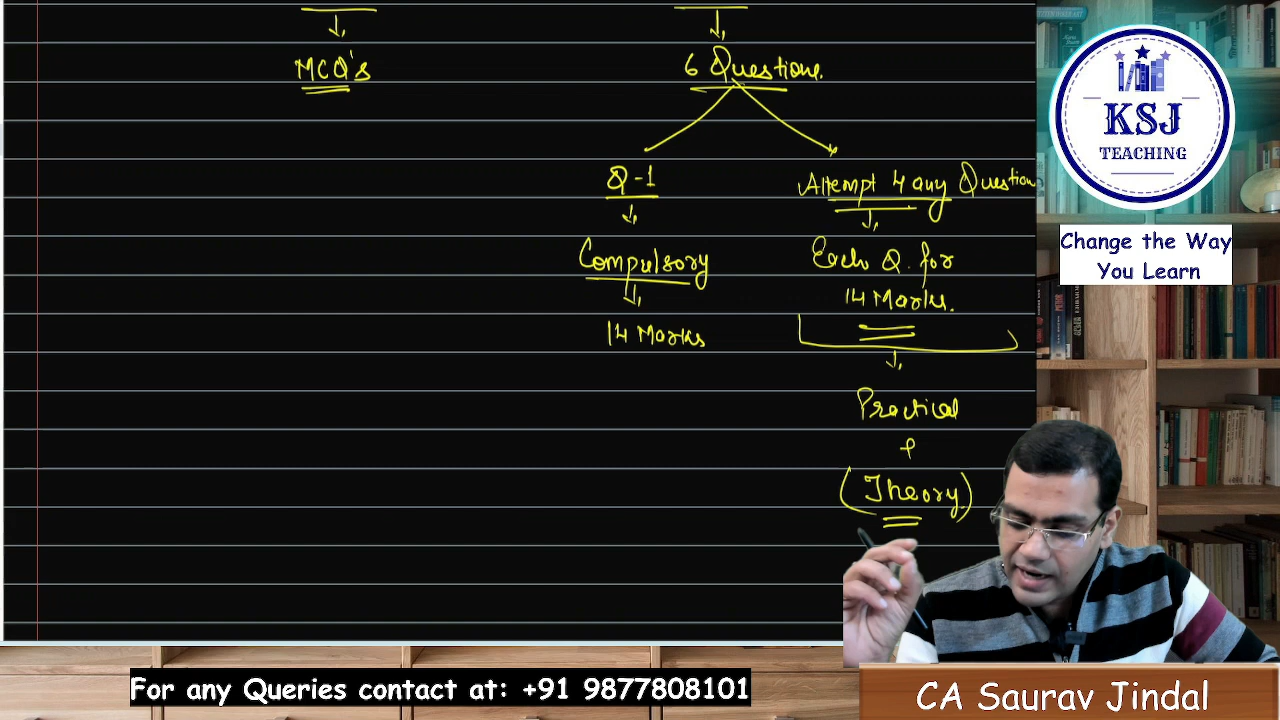 MCQ's
6 Questions.
Q-1
Compulsory
14 Marks
Attempt 4 any Question
Each Q. for
14 Marks.
Practical
+
(Theory)
KSJ
TEACHING
Change the Way
You Learn
For any Queries contact at: +91 9877808101
CA Saurav Jindal